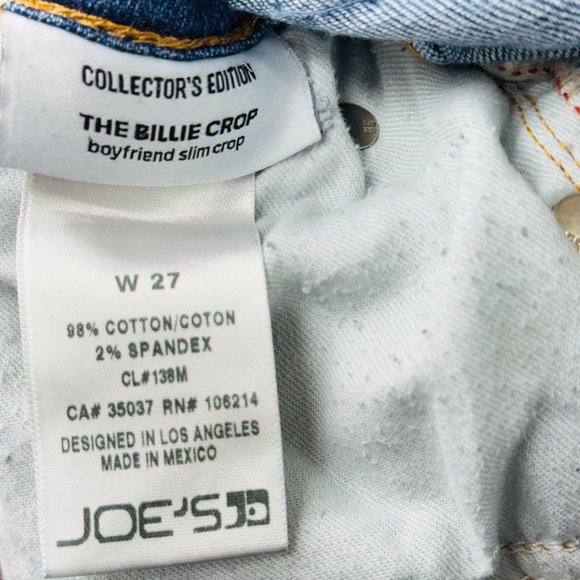 COLLECTOR'S EDITION
THE BILLIE CROP
boyfriend slim crop
W 27
98% COTTON/COTON
2% SPANDEX
CL#138M
CA# 35037 RN# 106214
DESIGNED IN LOS ANGELES
MADE IN MEXICO
JOE'S